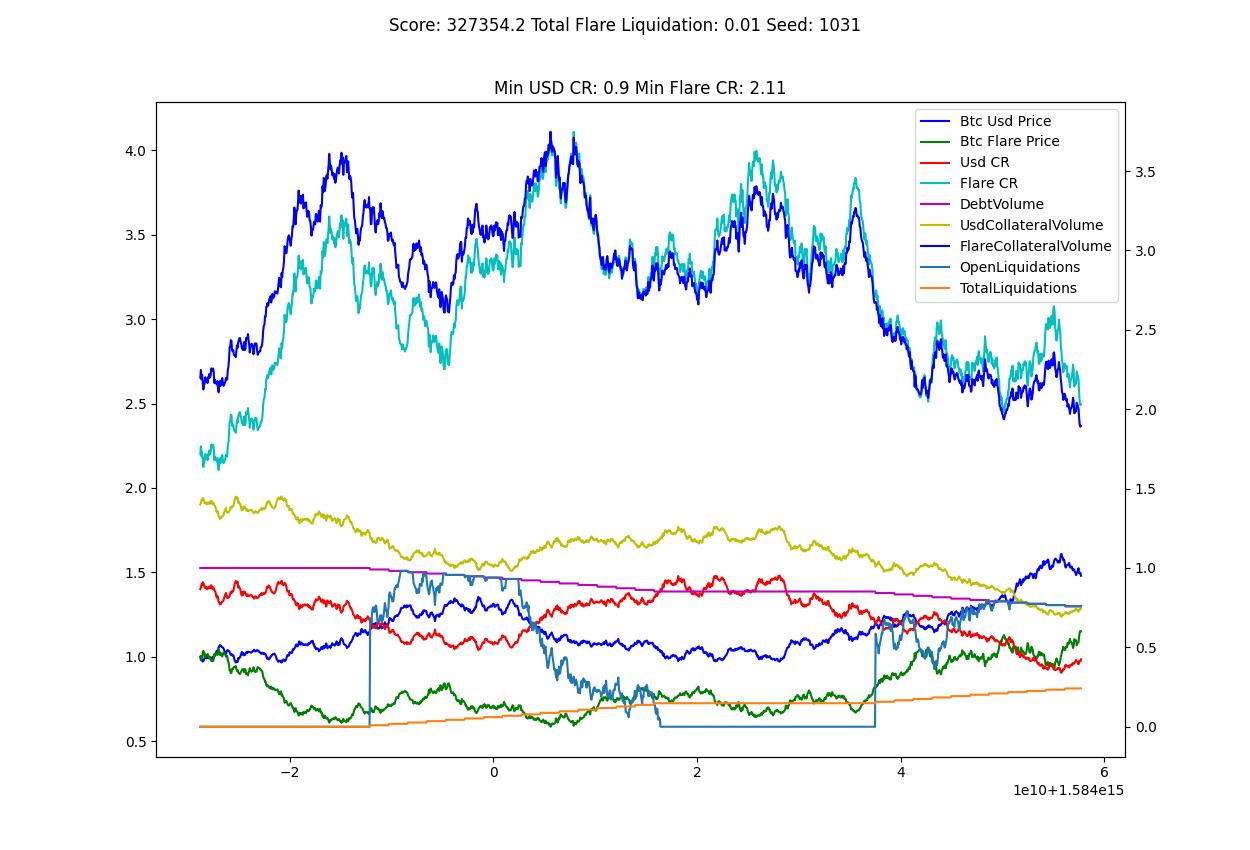 Score: 327354.2 Total Flare Liquidation: 0.01 Seed: 1031
Min USD CR: 0.9 Min Flare CR: 2.11
Btc Usd Price
Btc Flare Price
Usd CR
Flare CR
DebtVolume
UsdCollateralVolume
FlareCollateralVolume
OpenLiquidations
TotalLiquidations
4.0
3.5
3.0
2.5
2.0
1.5
1.0
0.5
3.5
3.0
2.5
2.0
1.5
1.0
0.5
0.0
−2 0 2 4 6
1e10+1.584e15